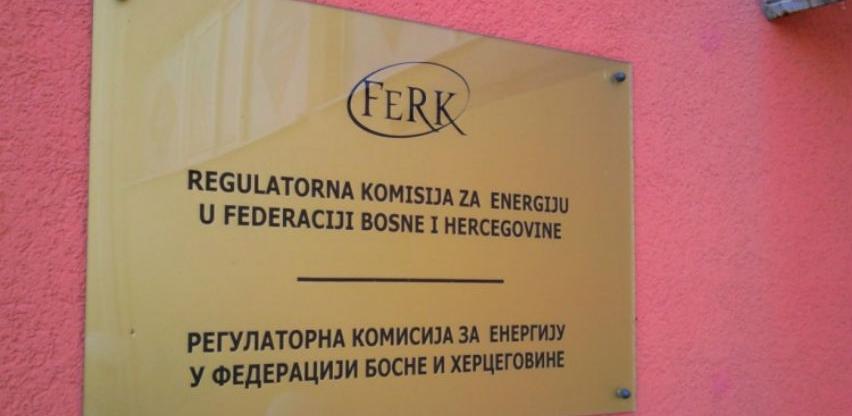 FERK
REGULATORNA KOMISIJA ZA ENERGIJU
U FEDERACIJI BOSNE I HERCEGOVINE
РЕГУЛАТОРНА КОМИСИЈА ЗА ЕНЕРГИЈУ
У ФЕДЕРАЦИЈИ БОСНЕ И ХЕРЦЕГОВИНЕ